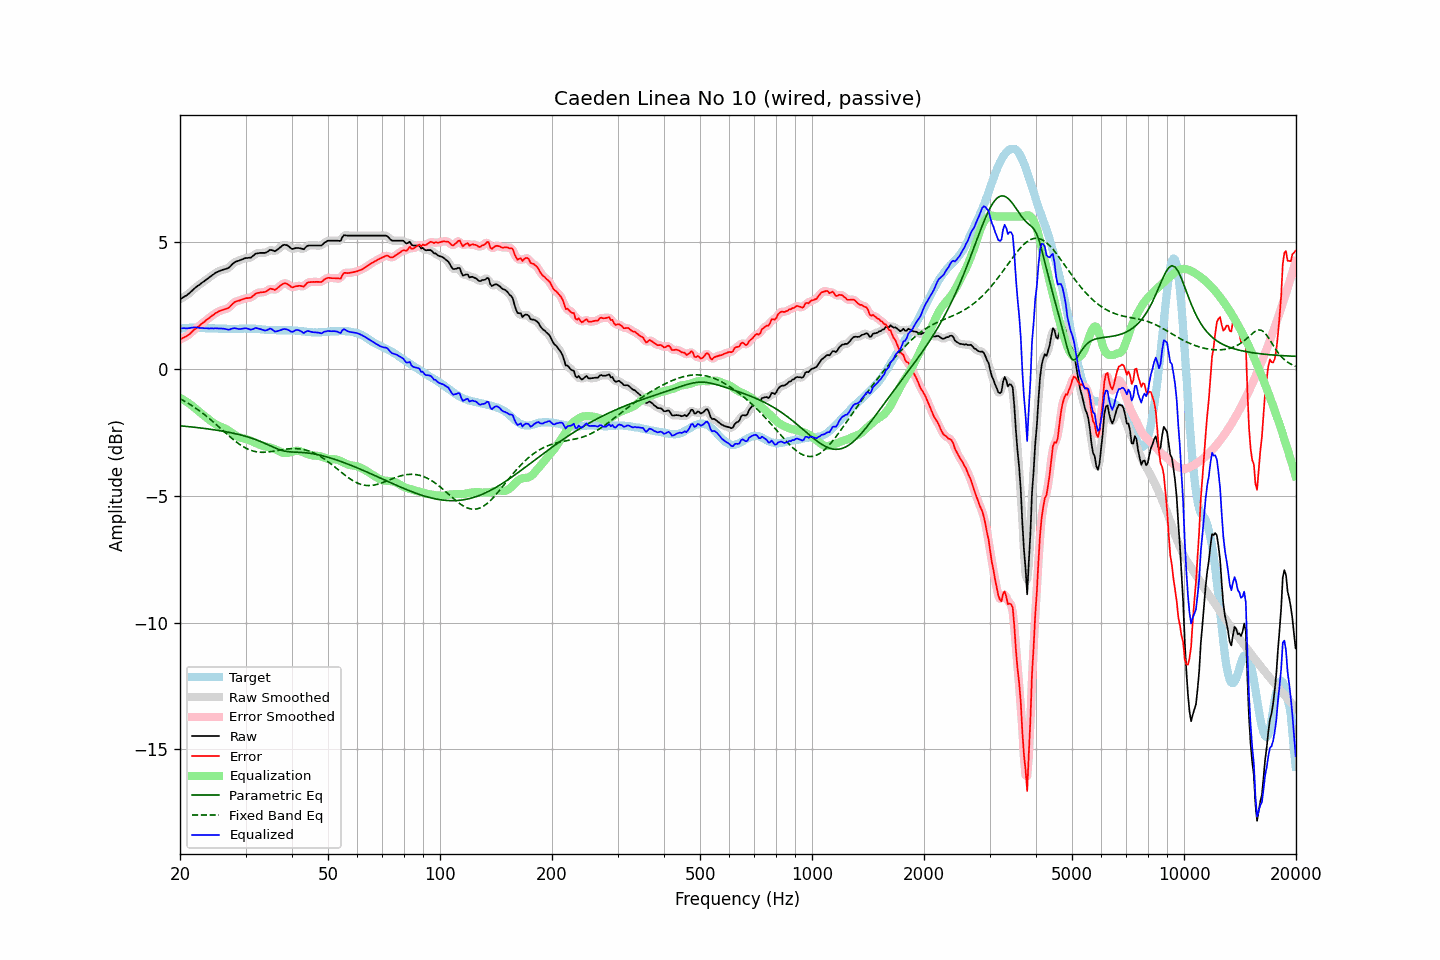 Caeden Linea No 10 (wired, passive)
Amplitude (dBr)
5
0
−5
−10
−15
Target
Raw Smoothed
Error Smoothed
Raw
Error
Equalization
Parametric Eq
Fixed Band Eq
Equalized
20 50 100 200 500 1000 2000 5000 10000 20000
Frequency (Hz)